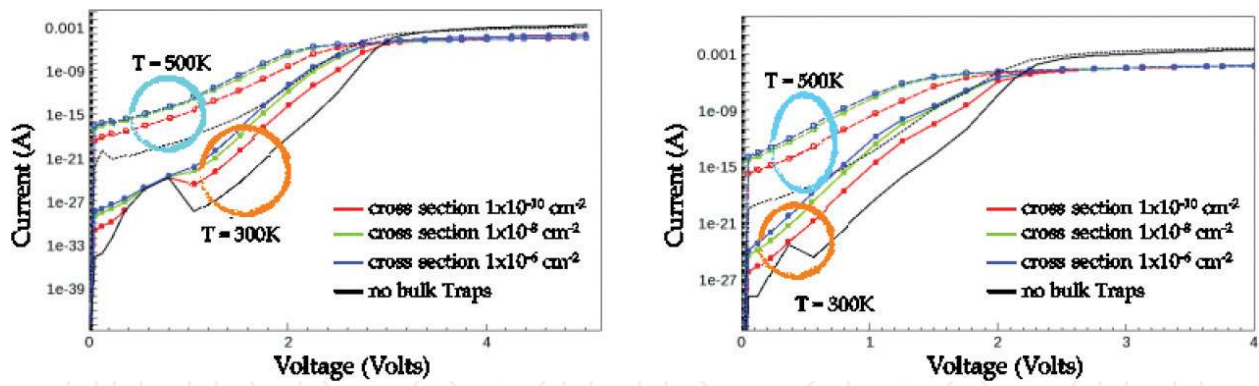 0.001
1e-09
1e-15
1e-21
1e-27
1e-33
1e-39
Current (A)
T = 500K
T = 300K
cross section 1x10⁻¹⁰ cm⁻²
cross section 1x10⁻⁸ cm⁻²
cross section 1x10⁻⁶ cm⁻²
no bulk Traps
0 2 4
Voltage (Volts)
0.001
1e-09
1e-15
1e-21
1e-27
Current (A)
T = 500K
T = 300K
cross section 1x10⁻¹⁰ cm⁻²
cross section 1x10⁻⁸ cm⁻²
cross section 1x10⁻⁶ cm⁻²
no bulk Traps
0 1 2 3 4
Voltage (Volts)